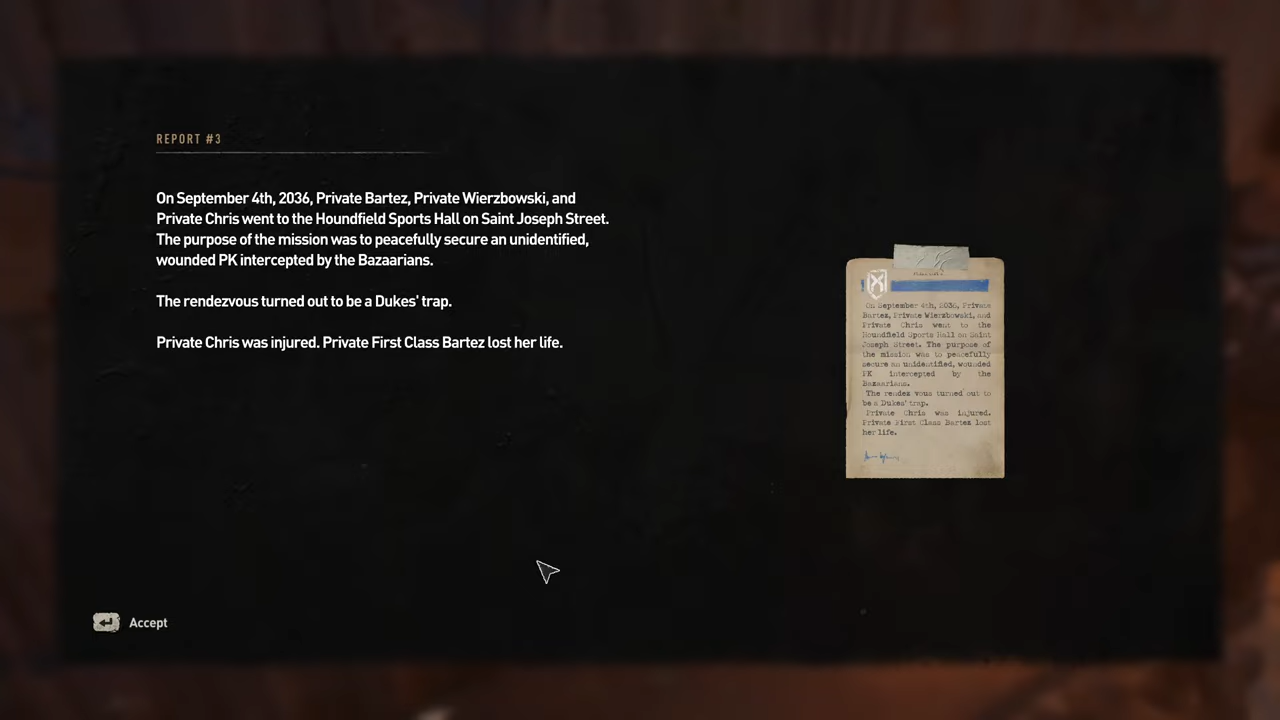 REPORT #3
On September 4th, 2036, Private Bartez, Private Wierzbowski, and
Private Chris went to the Houndfield Sports Hall on Saint Joseph Street.
The purpose of the mission was to peacefully secure an unidentified,
wounded PK intercepted by the Bazaarians.
The rendezvous turned out to be a Dukes' trap.
Private Chris was injured. Private First Class Bartez lost her life.
On September 4th, 2036, Private
Bartez, Private Wierzbowski, and
Private Chris went to the
Houndfield Sports Hall on Saint
Joseph Street. The purpose of
the mission was to peacefully
secure an unidentified, wounded
PK intercepted by the
Bazaarians.
The rendez vous turned out to
be a Dukes' trap.
Private Chris was injured.
Private First Class Bartez lost
her life.
Accept